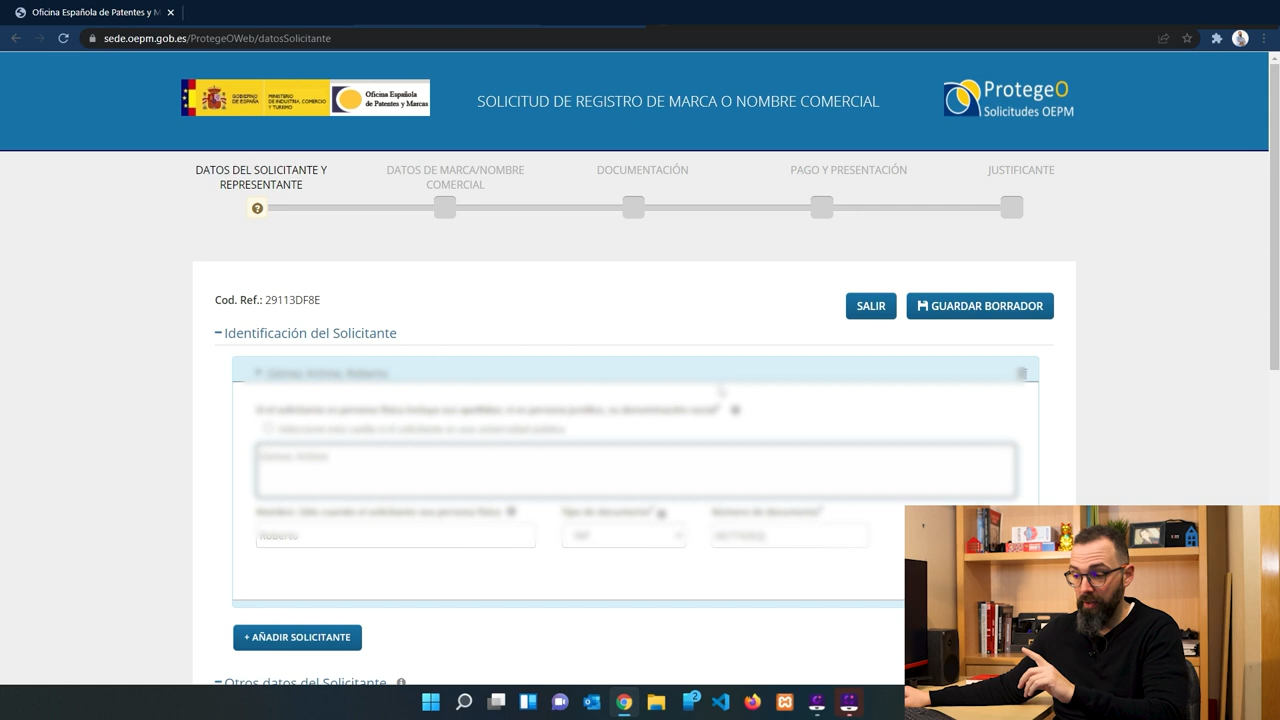 Oficina Española de Patentes y M
sede.oepm.gob.es/ProtegeOWeb/datosSolicitante
GOBIERNO DE ESPAÑA
MINISTERIO DE INDUSTRIA, COMERCIO Y TURISMO
Oficina Española de Patentes y Marcas
SOLICITUD DE REGISTRO DE MARCA O NOMBRE COMERCIAL
ProtegeO
Solicitudes OEPM
DATOS DEL SOLICITANTE Y REPRESENTANTE
DATOS DE MARCA/NOMBRE COMERCIAL
DOCUMENTACIÓN
PAGO Y PRESENTACIÓN
JUSTIFICANTE
Cod. Ref.: 29113DF8E
SALIR
GUARDAR BORRADOR
Identificación del Solicitante
Roberto
+ AÑADIR SOLICITANTE
Otros datos del Solicitante
2